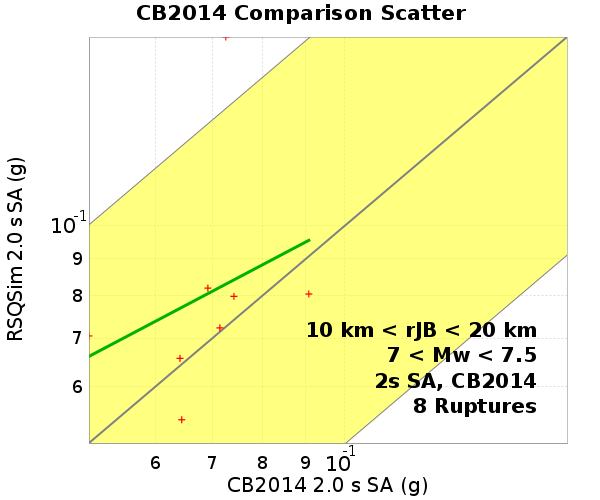 CB2014 Comparison Scatter
RSQSim 2.0 s SA (g)
10-1
9
8
7
6
10 km < rJB < 20 km
7 < Mw < 7.5
2s SA, CB2014
8 Ruptures
6 7 8 9 10-1
CB2014 2.0 s SA (g)